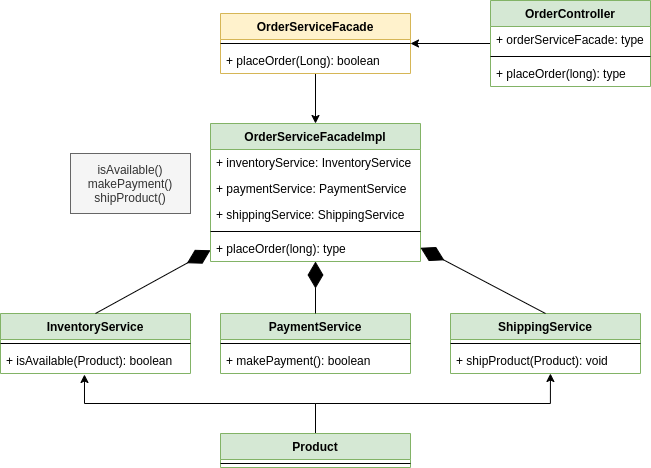 OrderServiceFacade
+ placeOrder(Long): boolean
OrderController
+ orderServiceFacade: type
+ placeOrder(long): type
OrderServiceFacadeImpl
+ inventoryService: InventoryService
+ paymentService: PaymentService
+ shippingService: ShippingService
+ placeOrder(long): type
isAvailable()
makePayment()
shipProduct()
InventoryService
+ isAvailable(Product): boolean
PaymentService
+ makePayment(): boolean
ShippingService
+ shipProduct(Product): void
Product